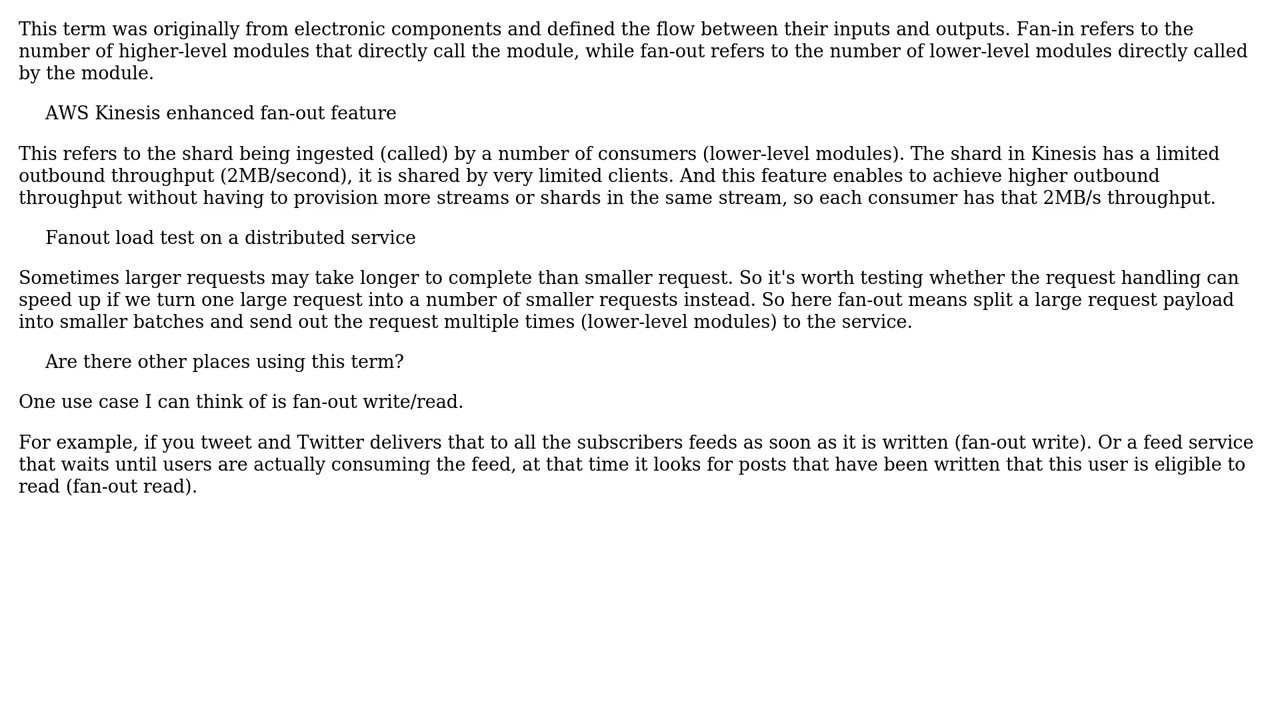 This term was originally from electronic components and defined the flow between their inputs and outputs. Fan-in refers to the
number of higher-level modules that directly call the module, while fan-out refers to the number of lower-level modules directly called
by the module.
AWS Kinesis enhanced fan-out feature
This refers to the shard being ingested (called) by a number of consumers (lower-level modules). The shard in Kinesis has a limited
outbound throughput (2MB/second), it is shared by very limited clients. And this feature enables to achieve higher outbound
throughput without having to provision more streams or shards in the same stream, so each consumer has that 2MB/s throughput.
Fanout load test on a distributed service
Sometimes larger requests may take longer to complete than smaller request. So it's worth testing whether the request handling can
speed up if we turn one large request into a number of smaller requests instead. So here fan-out means split a large request payload
into smaller batches and send out the request multiple times (lower-level modules) to the service.
Are there other places using this term?
One use case I can think of is fan-out write/read.
For example, if you tweet and Twitter delivers that to all the subscribers feeds as soon as it is written (fan-out write). Or a feed service
that waits until users are actually consuming the feed, at that time it looks for posts that have been written that this user is eligible to
read (fan-out read).